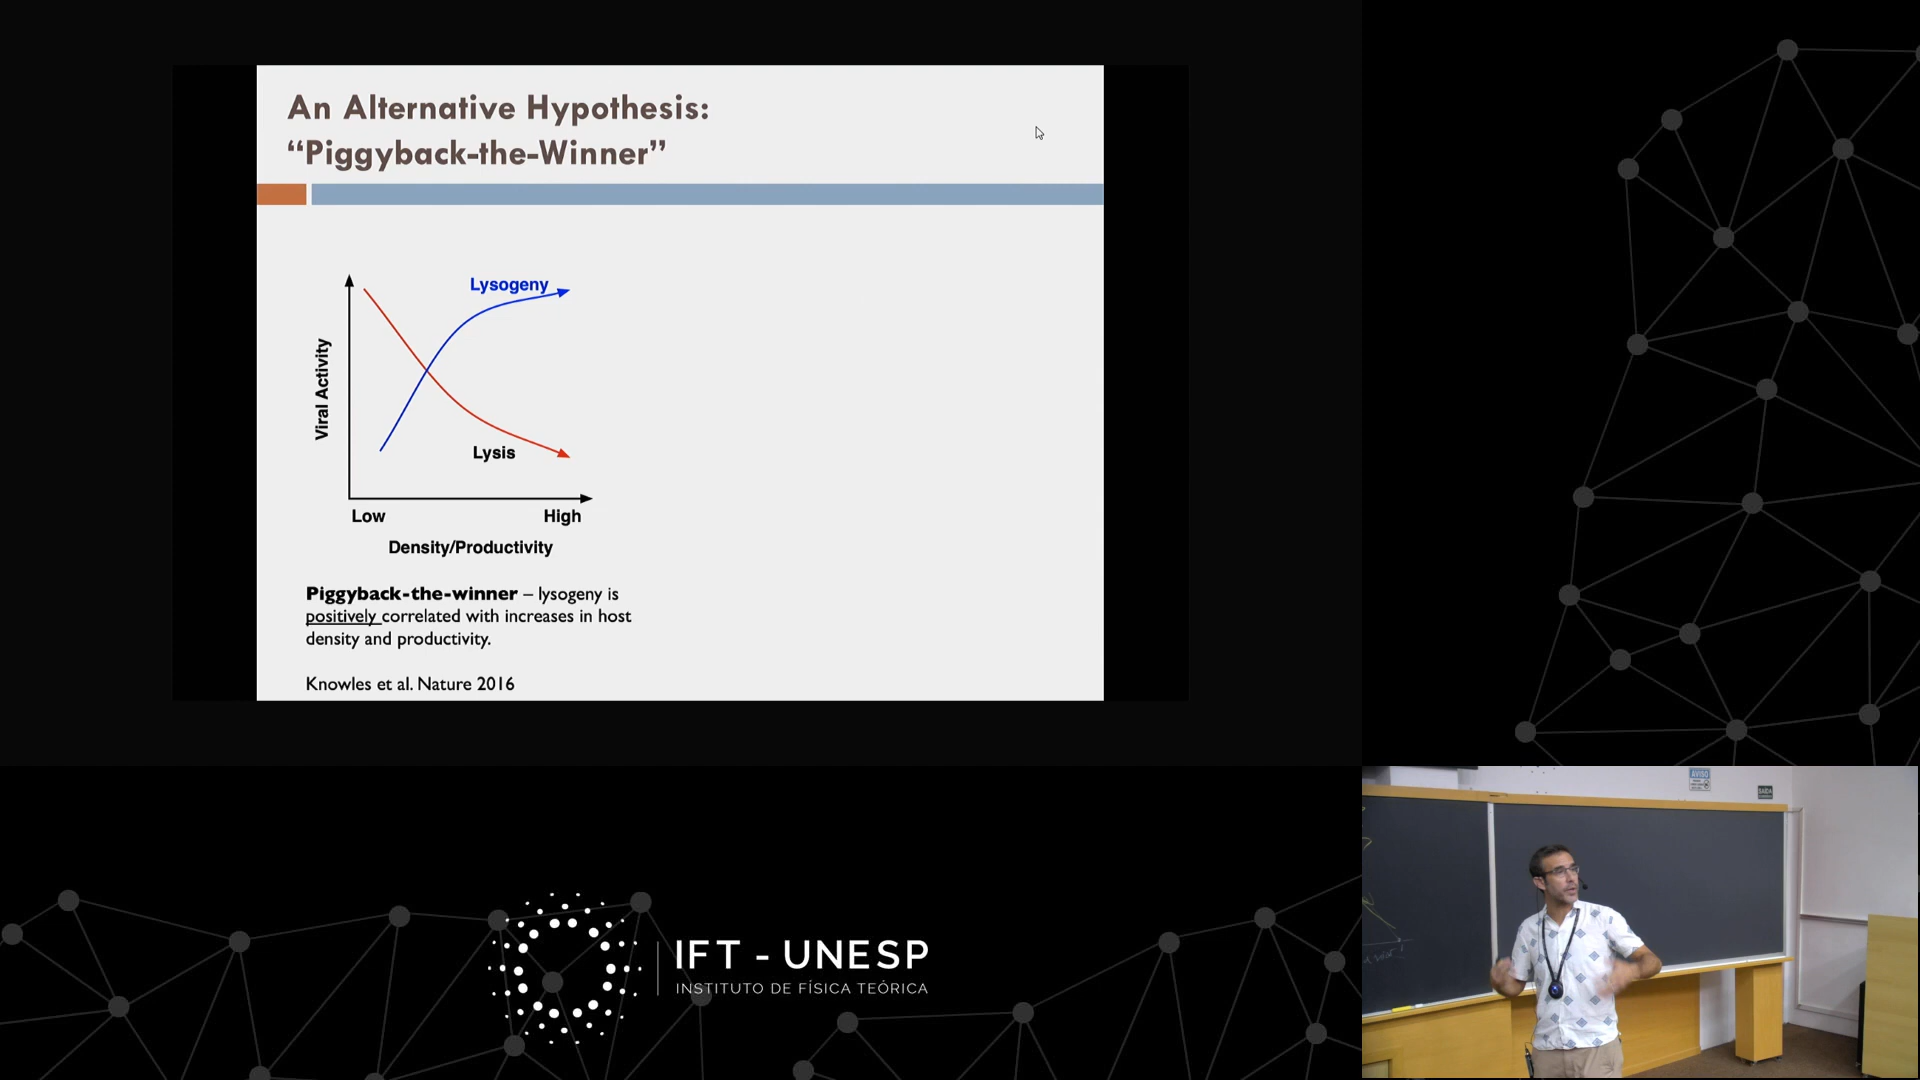 An Alternative Hypothesis:
“Piggyback-the-Winner”
Lysogeny
Viral Activity
Lysis
Low High
Density/Productivity
Piggyback-the-winner – lysogeny is
positively correlated with increases in host
density and productivity.
Knowles et al. Nature 2016
IFT - UNESP
INSTITUTO DE FÍSICA TEÓRICA
AVISO
SAÍDA